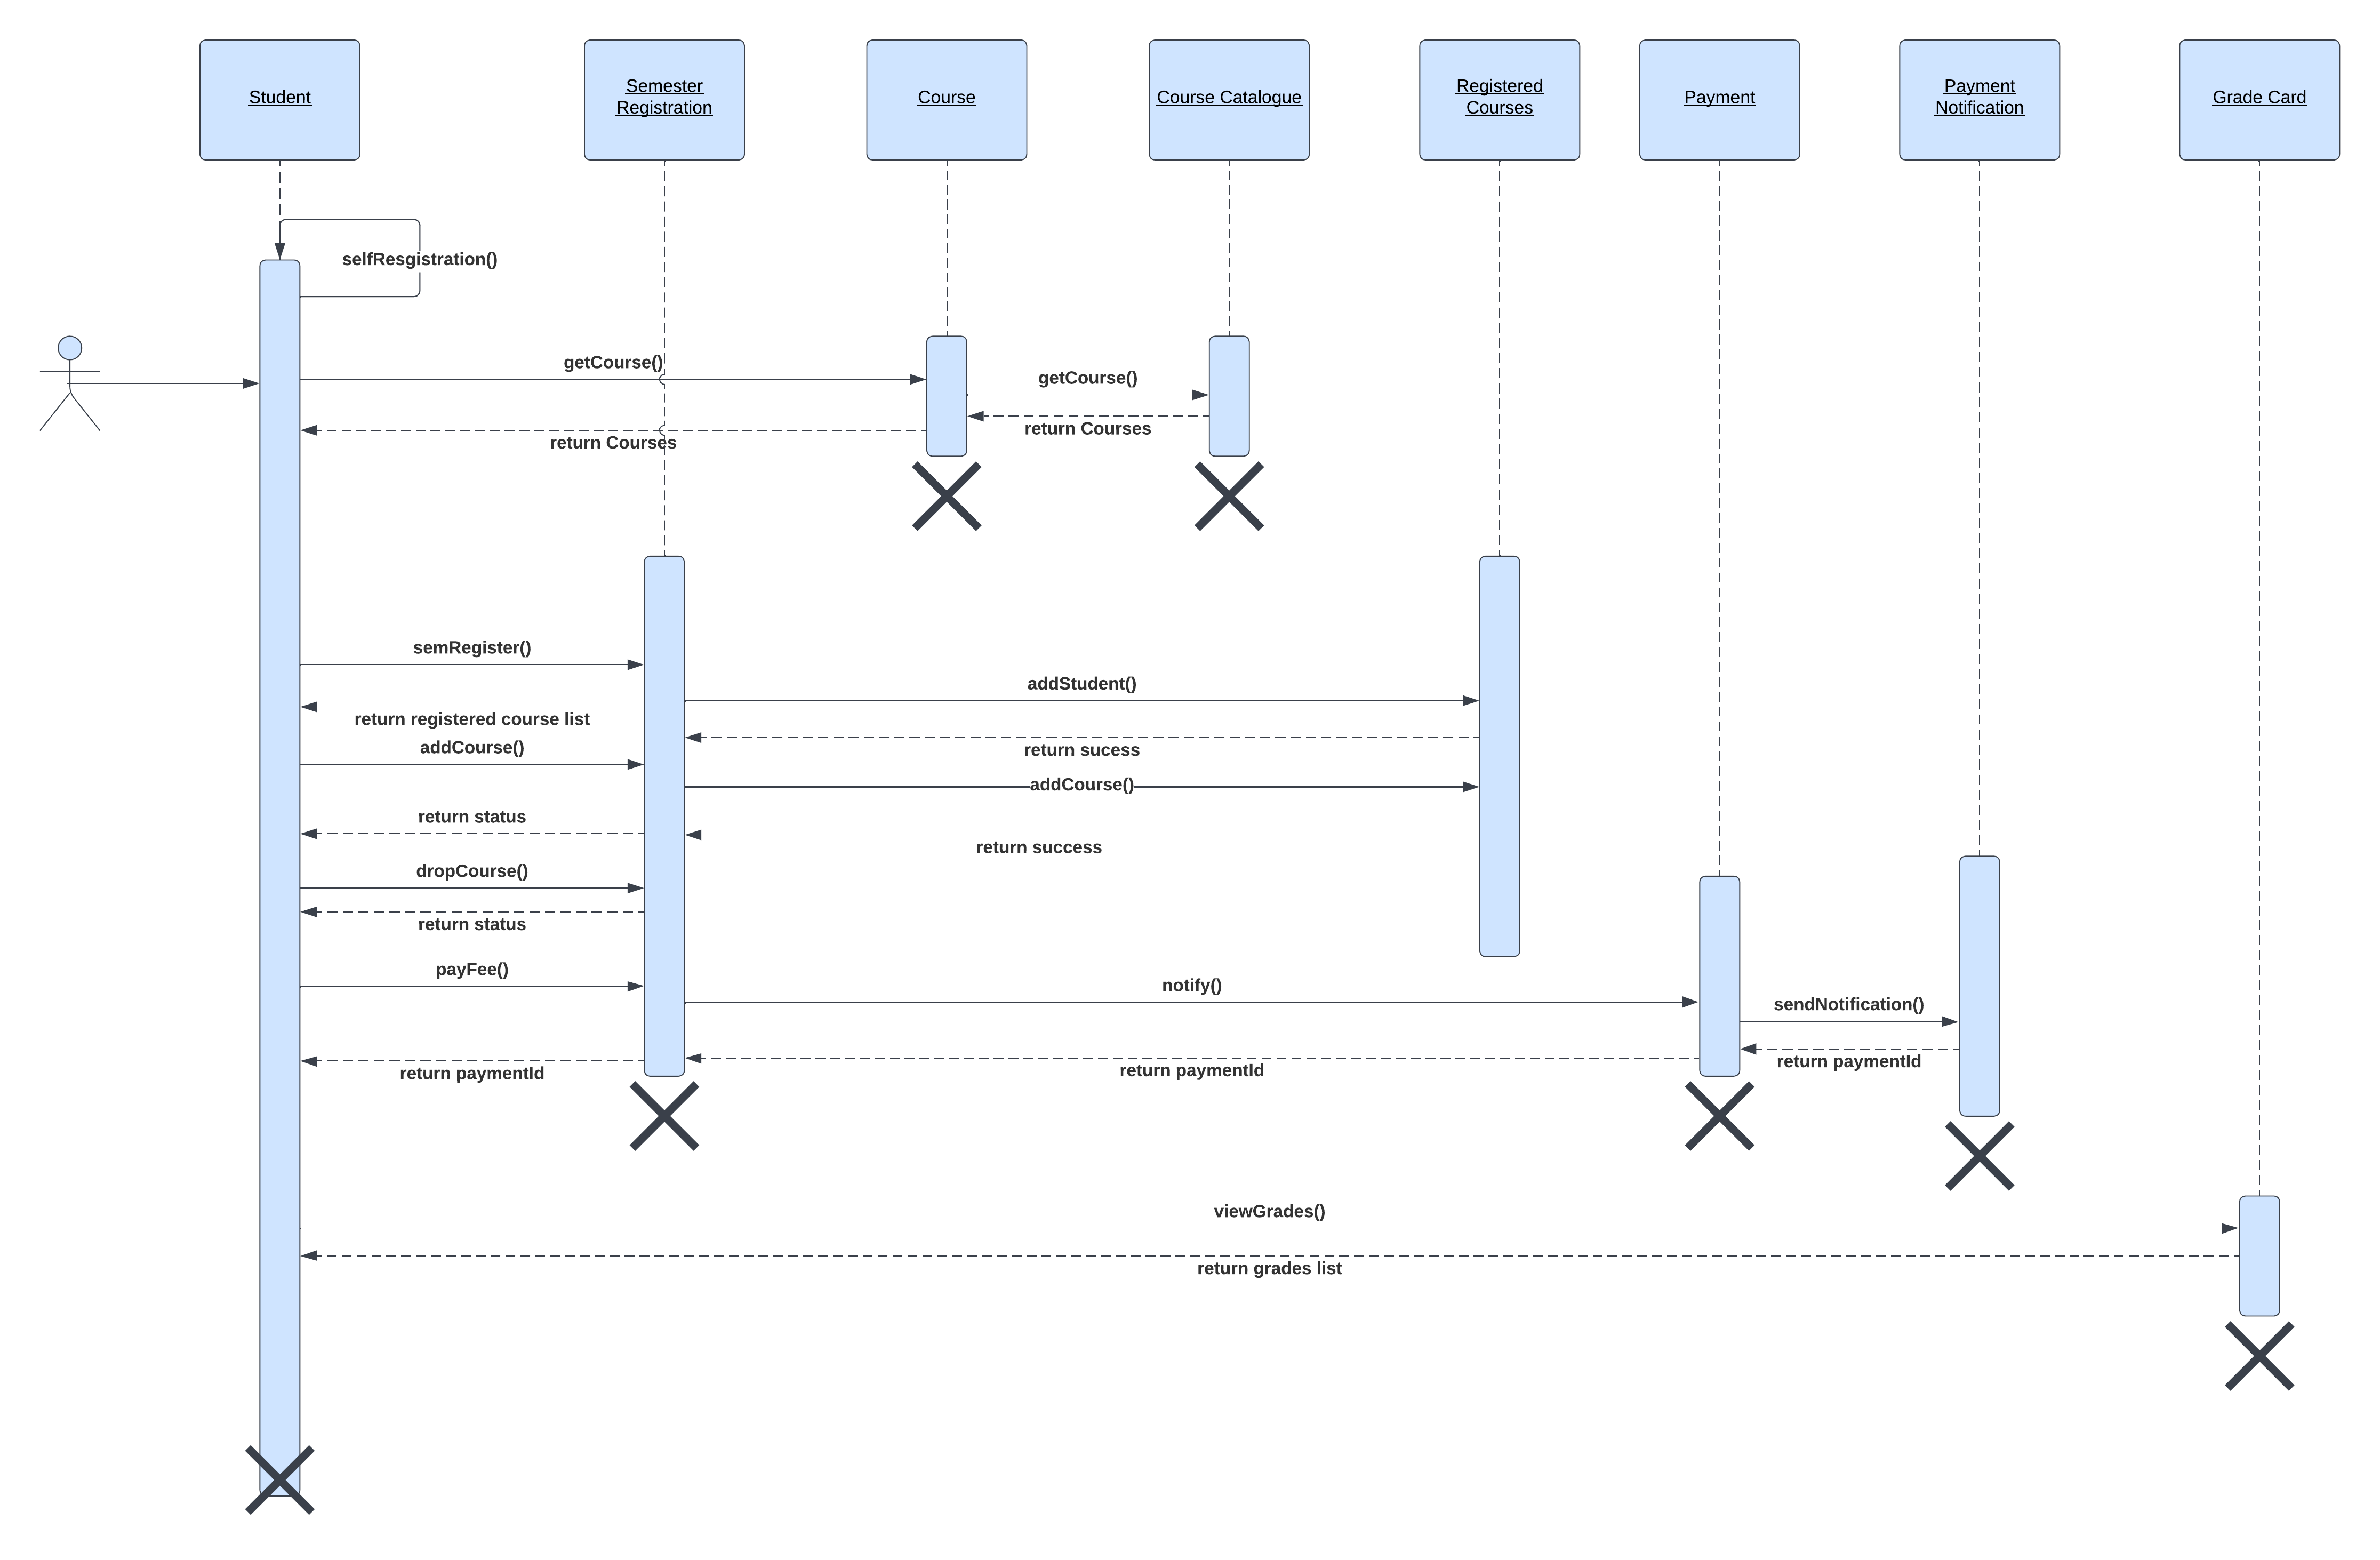 Student
Semester
Registration
Course
Course Catalogue
Registered
Courses
Payment
Payment
Notification
Grade Card
selfResgistration()
getCourse()
getCourse()
return Courses
return Courses
semRegister()
addStudent()
return registered course list
addCourse()
return sucess
addCourse()
return status
return success
dropCourse()
return status
payFee()
notify()
sendNotification()
return paymentId
return paymentId
return paymentId
viewGrades()
return grades list